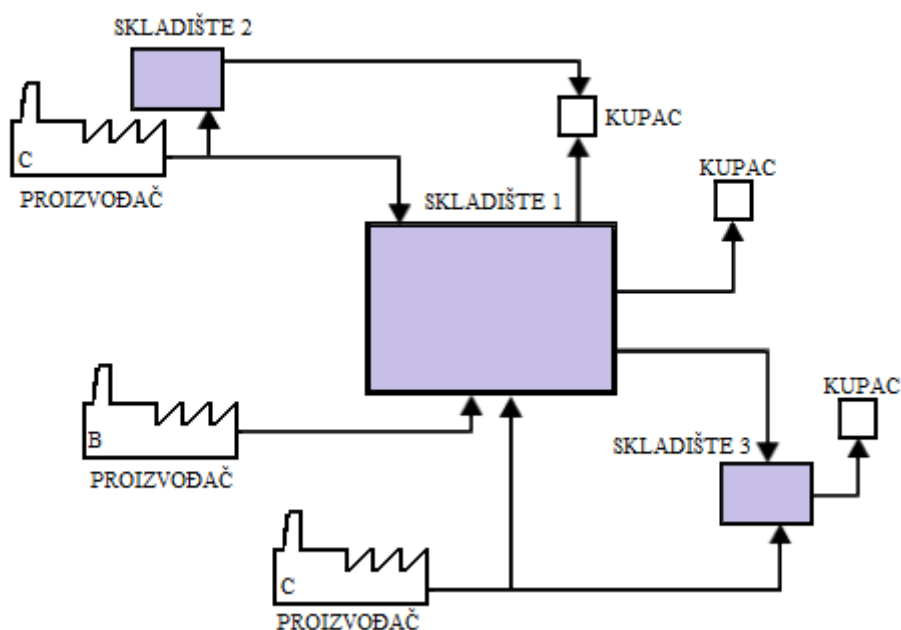 SKLADIŠTE 2
KUPAC
C
PROIZVOĐAČ
KUPAC
SKLADIŠTE 1
KUPAC
B
SKLADIŠTE 3
PROIZVOĐAČ
C
PROIZVOĐAČ